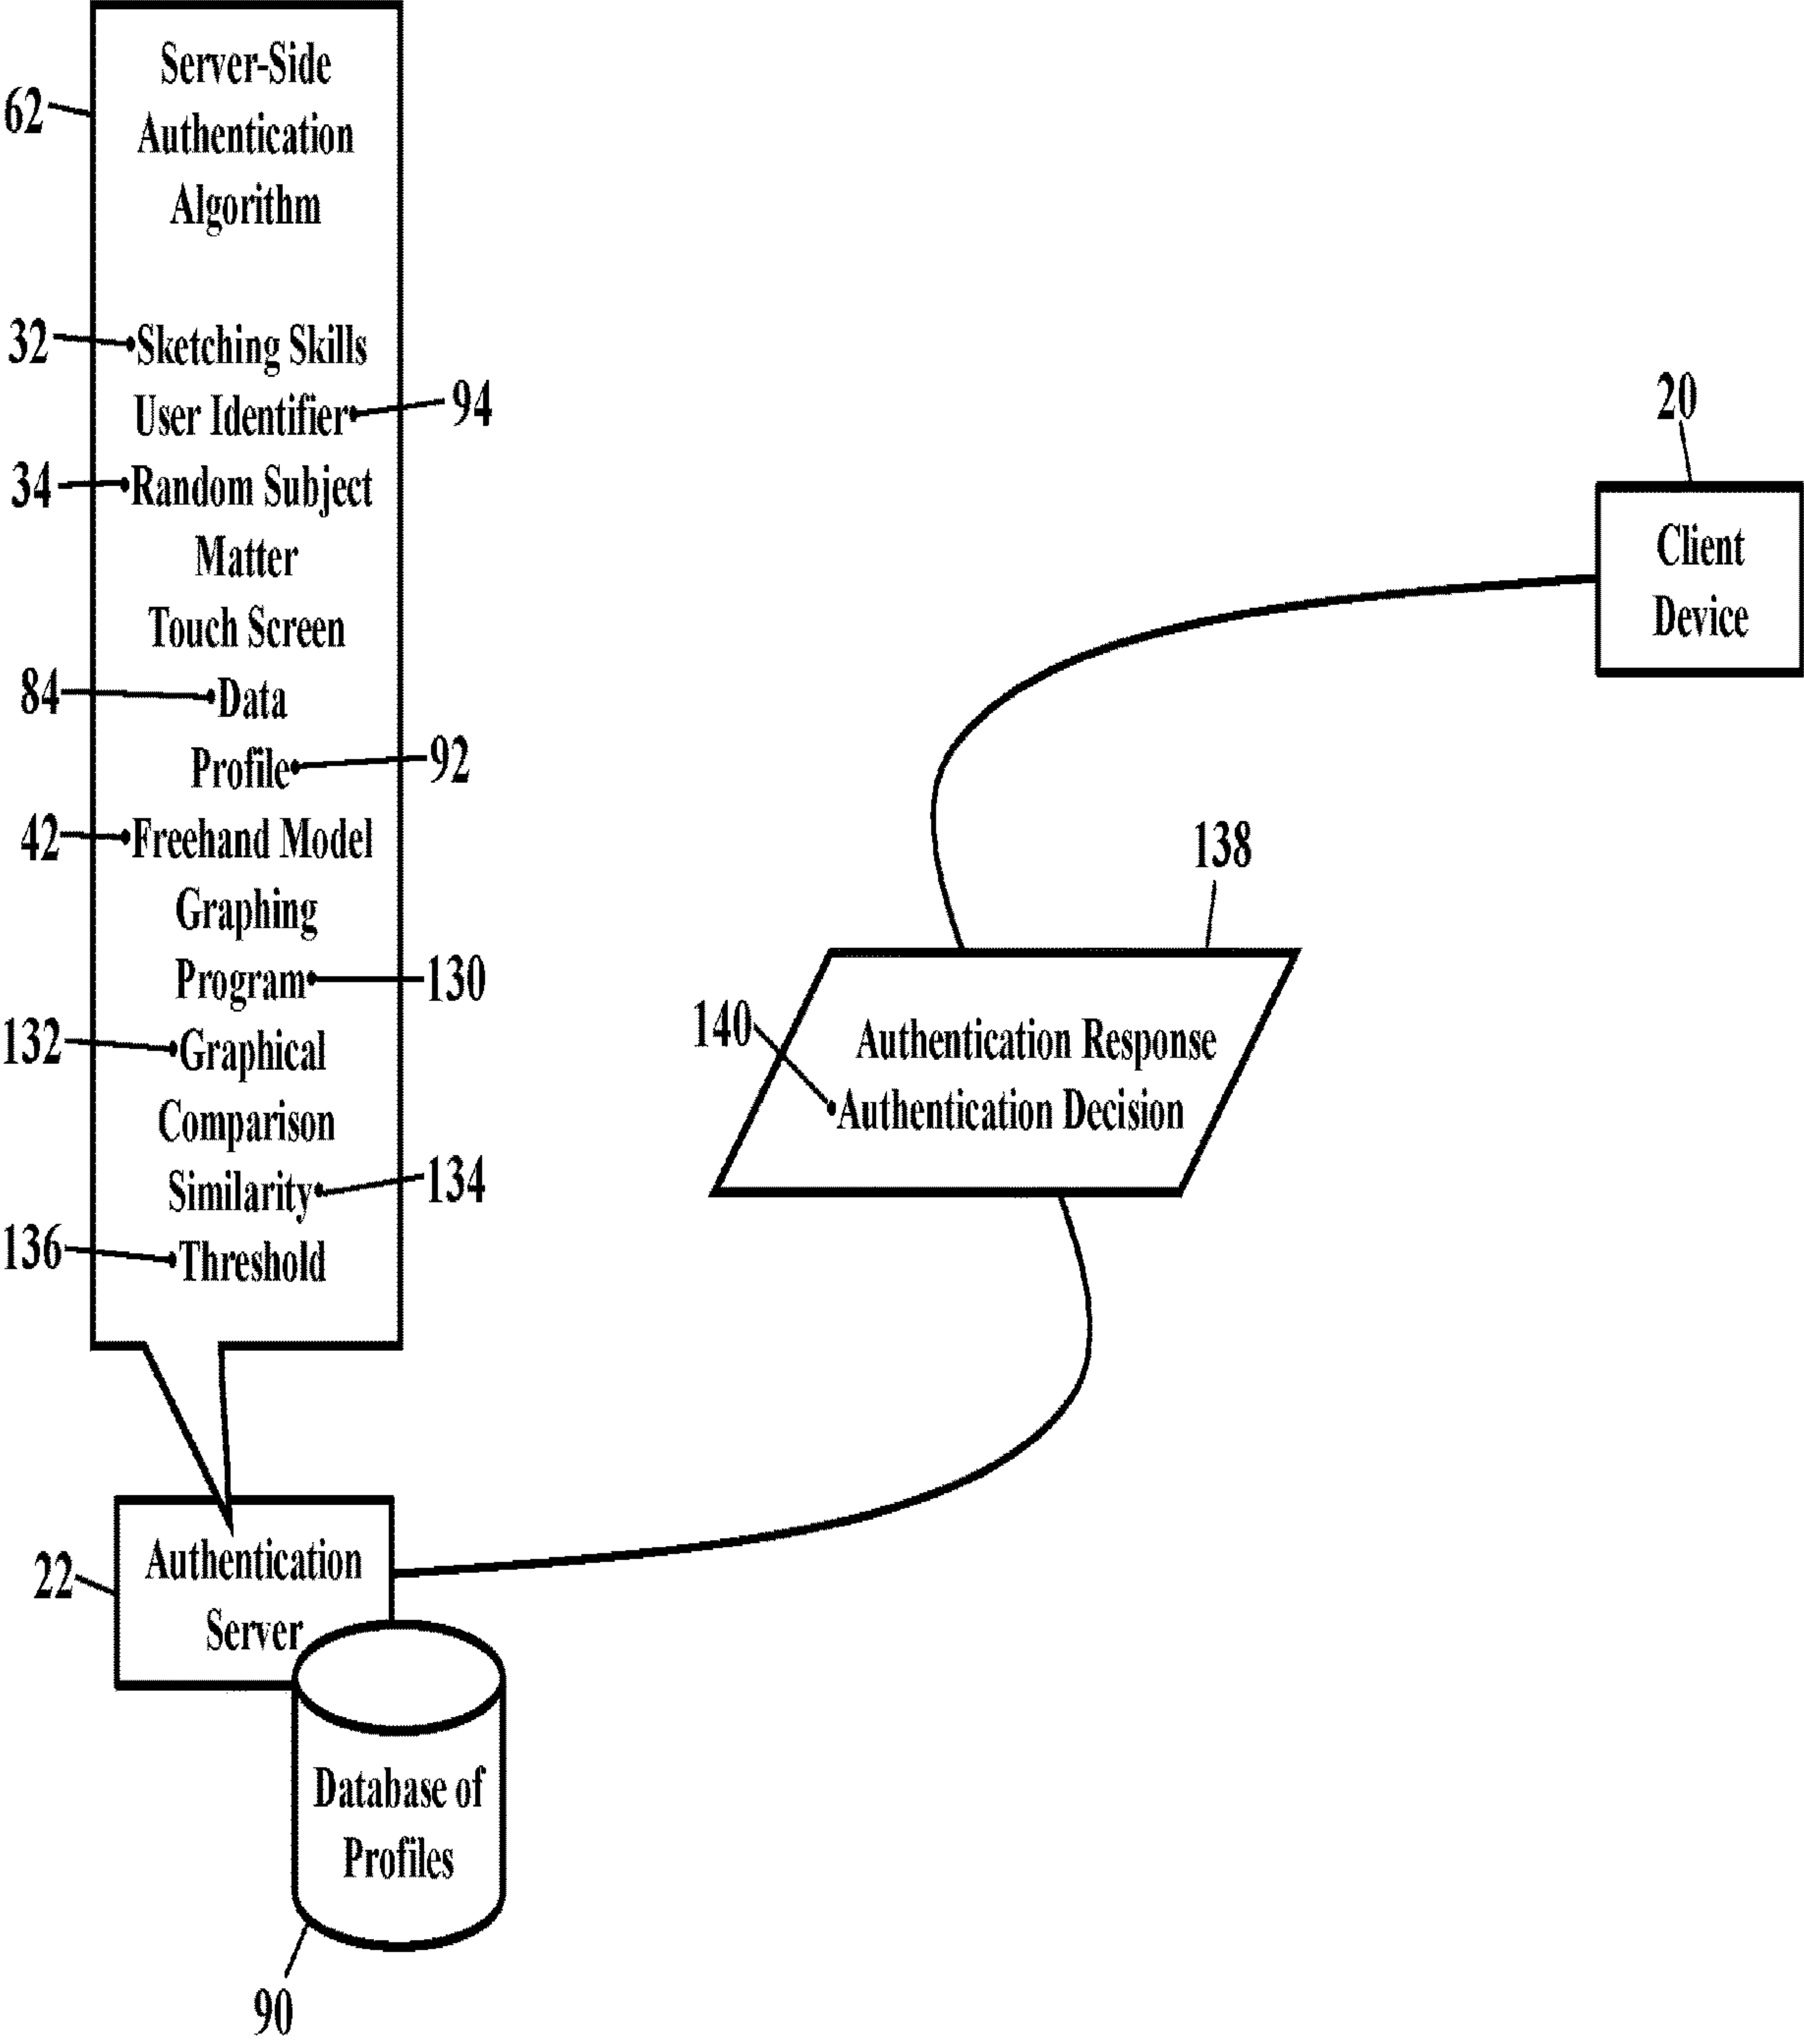 Server-Side
62
Authentication
Algorithm
32
Sketching Skills
User Identifier
94
34
Random Subject
Matter
Touch Screen
84
Data
Profile
92
42
Freehand Model
Graphing
Program
130
132
Graphical
Comparison
Similarity
134
136
Threshold
20
Client
Device
138
140
Authentication Response
Authentication Decision
22
Authentication
Server
Database of
Profiles
90